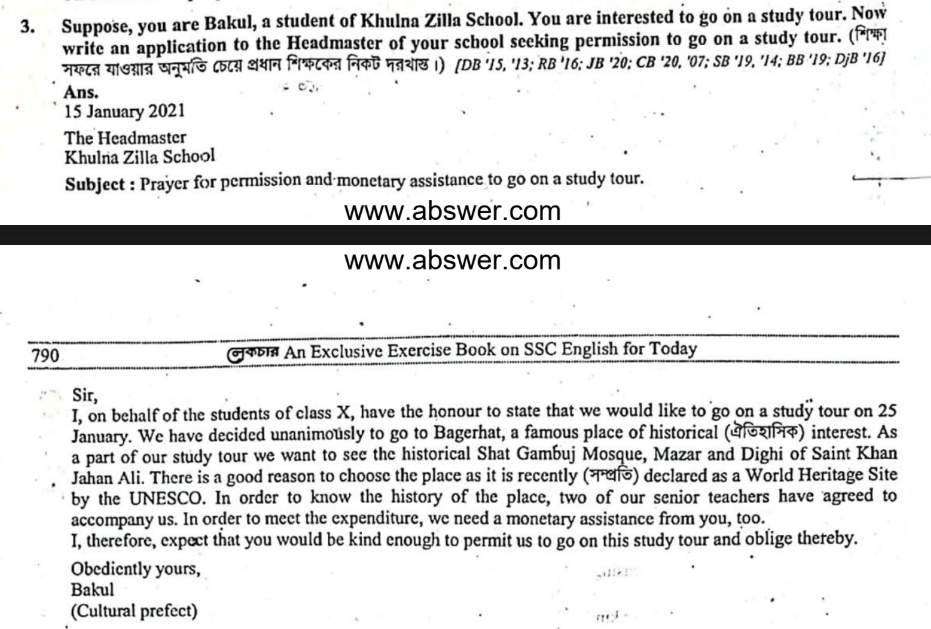 3. Suppose, you are Bakul, a student of Khulna Zilla School. You are interested to go on a study tour. Now
write an application to the Headmaster of your school seeking permission to go on a study tour. (শিক্ষা
সফরে যাওয়ার অনুমতি চেয়ে প্রধান শিক্ষকের নিকট দরখাস্ত।) [DB '15, '13; RB '16; JB '20; CB '20, '07; SB '19, '14; BB '19; DjB '16]
Ans.
15 January 2021
The Headmaster
Khulna Zilla School
Subject : Prayer for permission and monetary assistance to go on a study tour.
www.abswer.com
www.abswer.com
790 লেকচার An Exclusive Exercise Book on SSC English for Today
Sir,
I, on behalf of the students of class X, have the honour to state that we would like to go on a study tour on 25
January. We have decided unanimously to go to Bagerhat, a famous place of historical (ঐতিহাসিক) interest. As
a part of our study tour we want to see the historical Shat Gambuj Mosque, Mazar and Dighi of Saint Khan
Jahan Ali. There is a good reason to choose the place as it is recently (সম্প্রতি) declared as a World Heritage Site
by the UNESCO. In order to know the history of the place, two of our senior teachers have agreed to
accompany us. In order to meet the expenditure, we need a monetary assistance from you, too.
I, therefore, expect that you would be kind enough to permit us to go on this study tour and oblige thereby.
Obediently yours,
Bakul
(Cultural prefect)